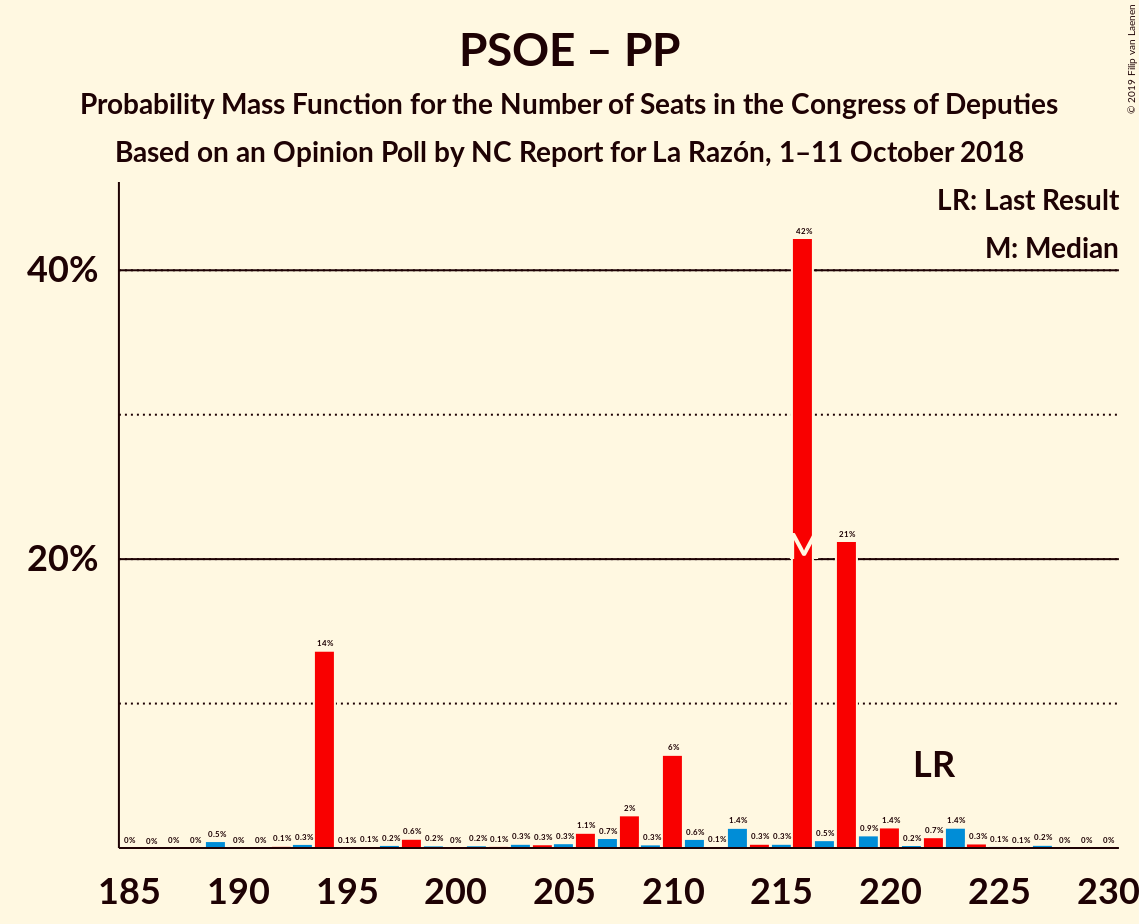 PSOE – PP
Probability Mass Function for the Number of Seats in the Congress of Deputies
Based on an Opinion Poll by NC Report for La Razón, 1–11 October 2018
© 2019 Filip van Laenen
LR: Last Result
M: Median
40%
20%
0% 0% 0% 0% 0.5% 0% 0% 0.1% 0.3% 14% 0.1% 0.1% 0.2% 0.6% 0.2% 0% 0.2% 0.1% 0.3% 0.3% 0.3% 1.1% 0.7% 2% 0.3% 6% 0.6% 0.1% 1.4% 0.3% 0.3% 42% 0.5% 21% 0.9% 1.4% 0.2% 0.7% 1.4% 0.3% 0.1% 0.1% 0.2% 0% 0% 0%
M
LR
185 190 195 200 205 210 215 220 225 230